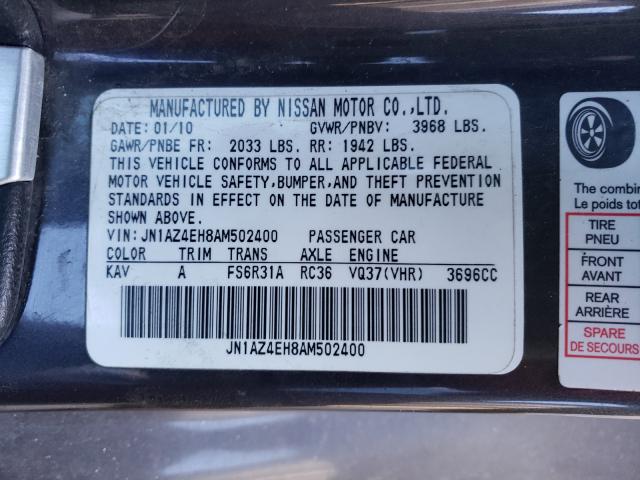 MANUFACTURED BY NISSAN MOTOR CO.,LTD.
DATE: 01/10 GVWR/PNBV: 3968 LBS.
GAWR/PNBE FR: 2033 LBS. RR: 1942 LBS.
THIS VEHICLE CONFORMS TO ALL APPLICABLE FEDERAL
MOTOR VEHICLE SAFETY,BUMPER,AND THEFT PREVENTION
STANDARDS IN EFFECT ON THE DATE OF MANUFACTURE
SHOWN ABOVE.
VIN: JN1AZ4EH8AM502400 PASSENGER CAR
COLOR TRIM TRANS AXLE ENGINE
KAV A FS6R31A RC36 VQ37(VHR) 3696CC
JN1AZ4EH8AM502400
The combin
Le poids tot
TIRE
PNEU
FRONT
AVANT
REAR
ARRIÈRE
SPARE
DE SECOURS